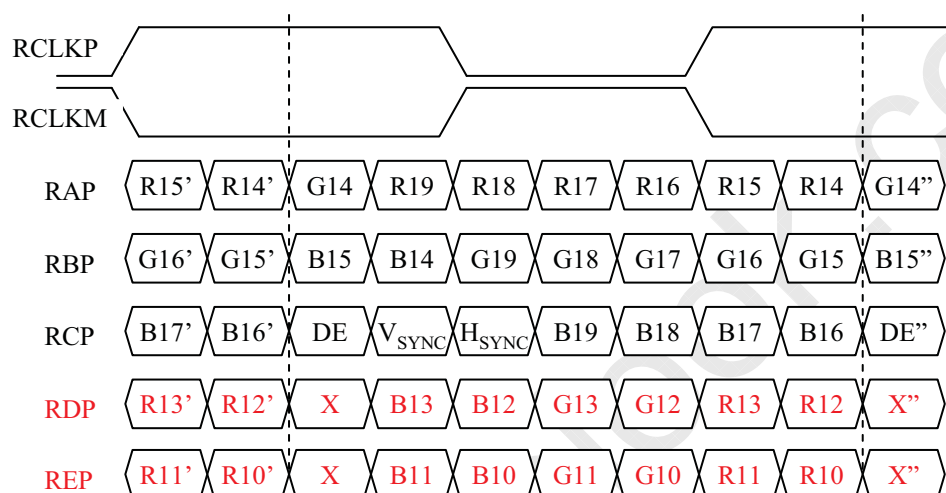 RCLKP
RCLKM
RAP R15’ R14’ G14 R19 R18 R17 R16 R15 R14 G14”
RBP G16’ G15’ B15 B14 G19 G18 G17 G16 G15 B15”
RCP B17’ B16’ DE VSYNC HSYNC B19 B18 B17 B16 DE”
RDP R13’ R12’ X B13 B12 G13 G12 R13 R12 X”
REP R11’ R10’ X B11 B10 G11 G10 R11 R10 X”